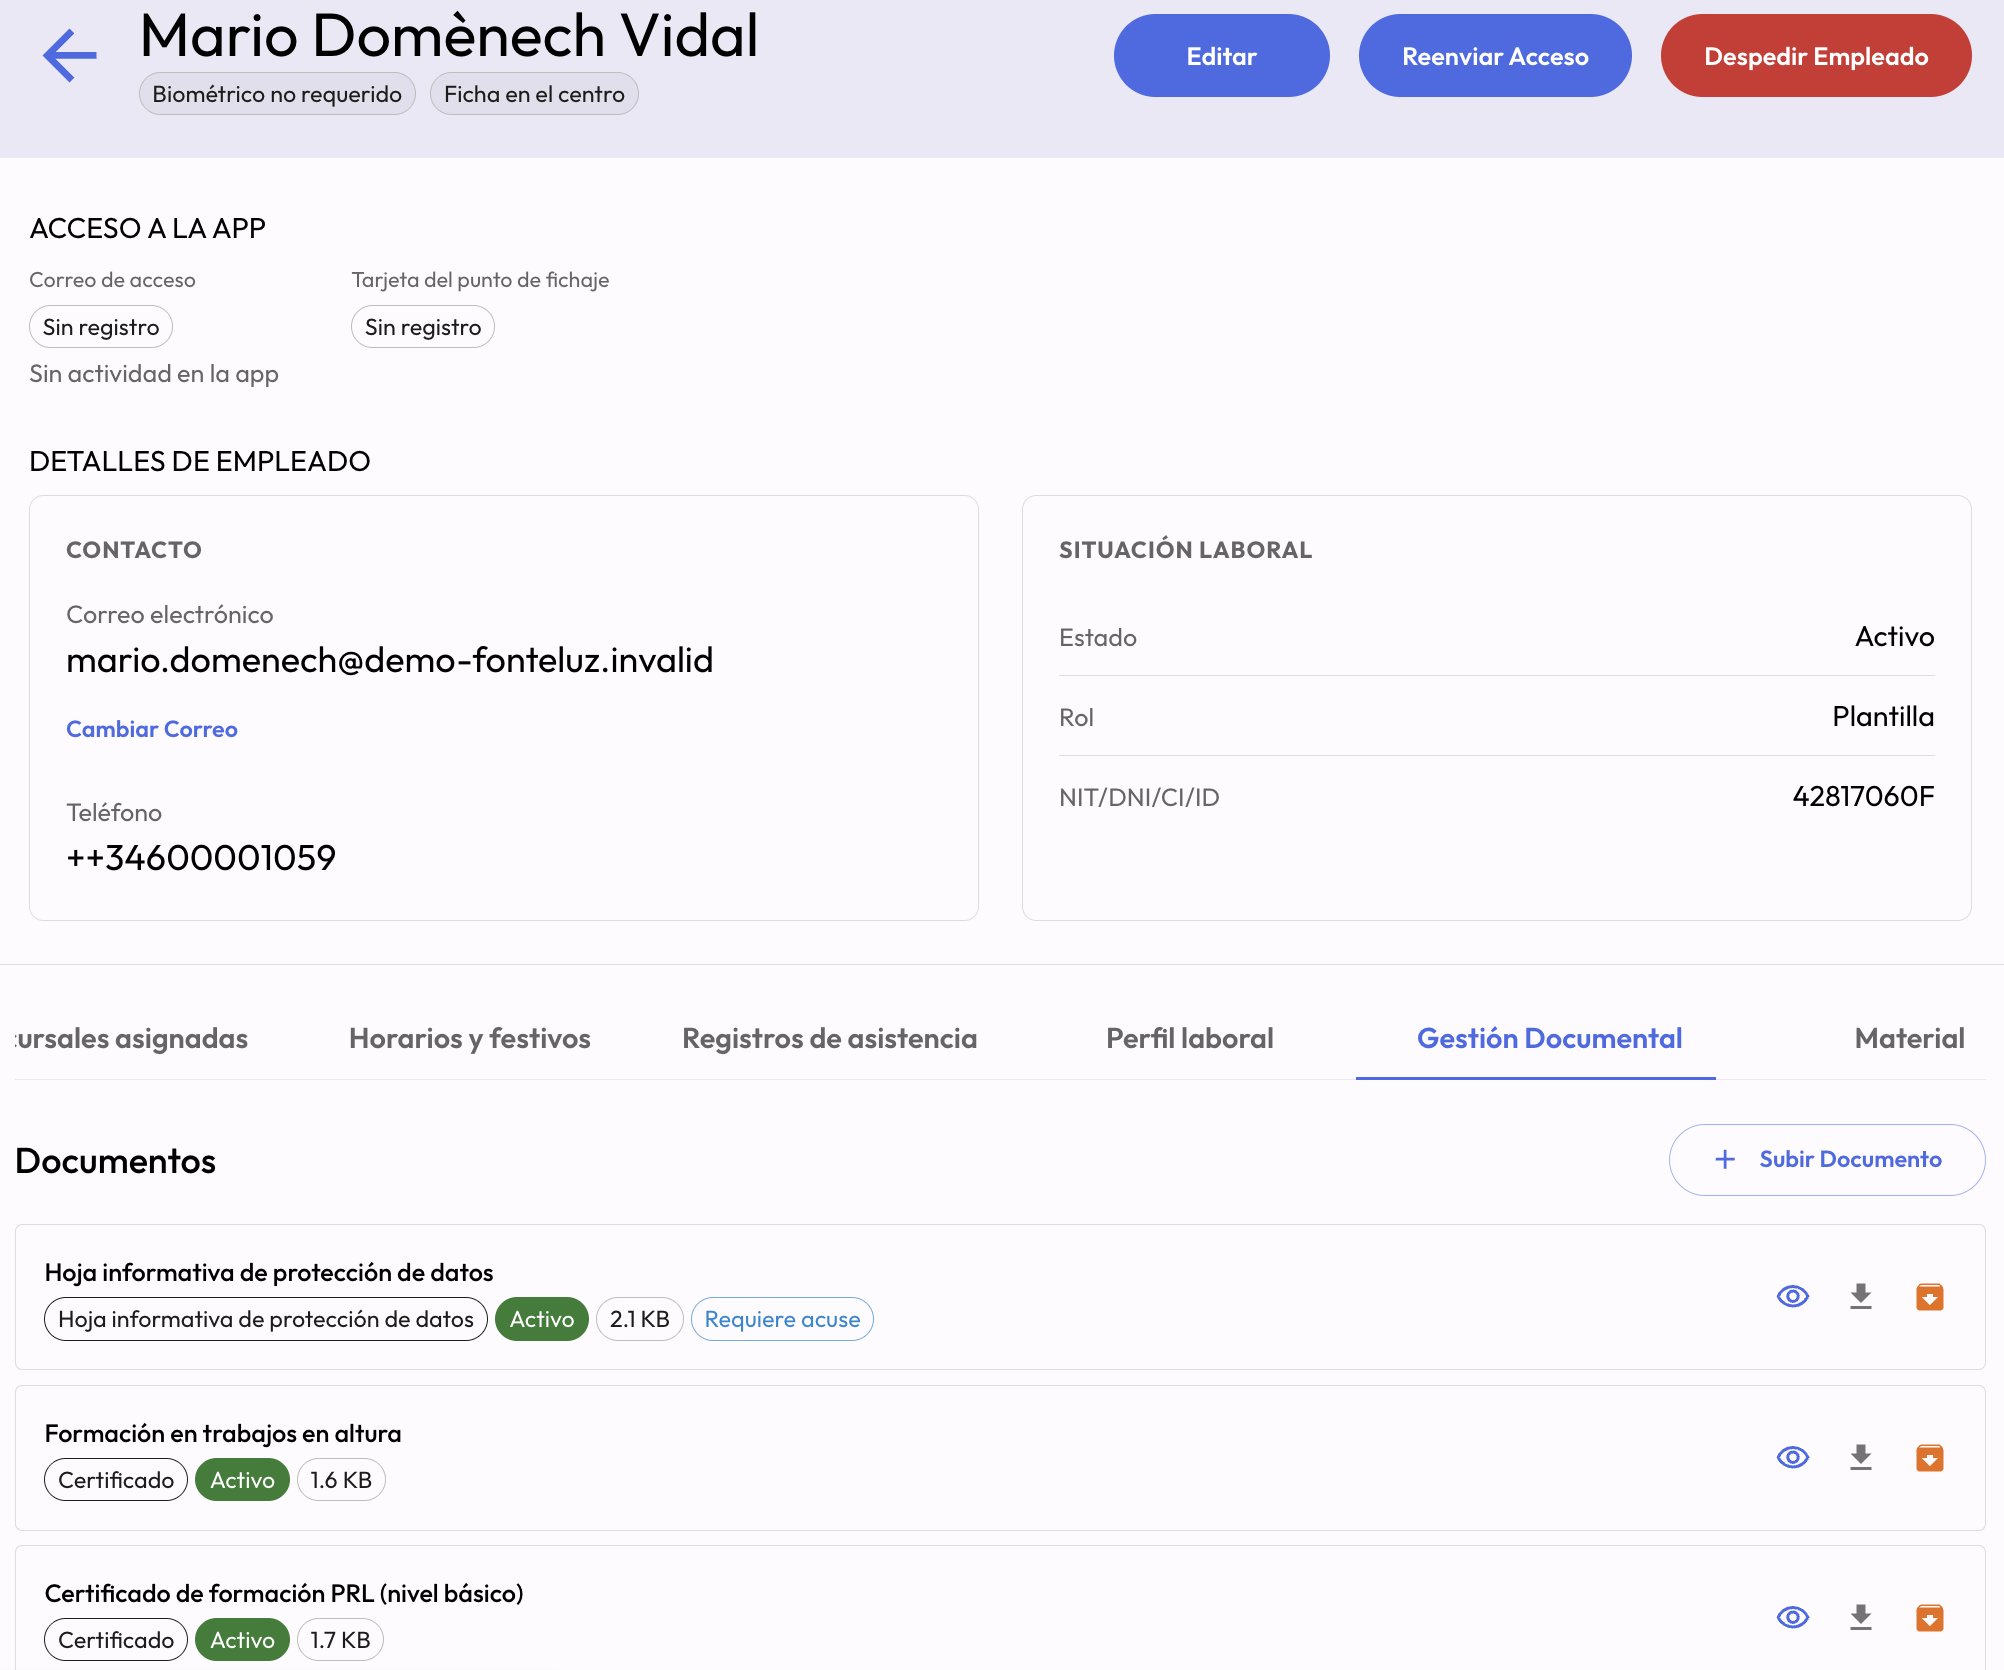 Mario Domènech Vidal
Biométrico no requerido
Ficha en el centro
Editar
Reenviar Acceso
Despedir Empleado
ACCESO A LA APP
Correo de acceso
Tarjeta del punto de fichaje
Sin registro
Sin registro
Sin actividad en la app
DETALLES DE EMPLEADO
CONTACTO
Correo electrónico
mario.domenech@demo-fonteluz.invalid
Cambiar Correo
Teléfono
++34600001059
SITUACIÓN LABORAL
Estado
Activo
Rol
Plantilla
NIT/DNI/CI/ID
42817060F
cursales asignadas
Horarios y festivos
Registros de asistencia
Perfil laboral
Gestión Documental
Material
Documentos
+ Subir Documento
Hoja informativa de protección de datos
Hoja informativa de protección de datos
Activo
2.1 KB
Requiere acuse
Formación en trabajos en altura
Certificado
Activo
1.6 KB
Certificado de formación PRL (nivel básico)
Certificado
Activo
1.7 KB